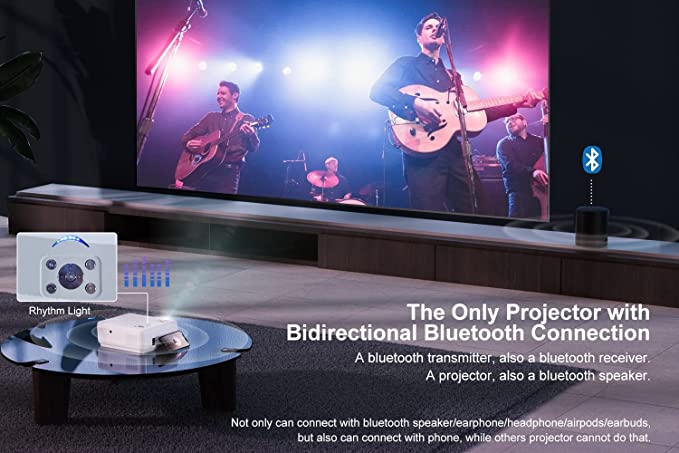 Rhythm Light
The Only Projector with
Bidirectional Bluetooth Connection
A bluetooth transmitter, also a bluetooth receiver.
A projector, also a bluetooth speaker.
Not only can connect with bluetooth speaker/earphone/headphone/airpods/earbuds,
but also can connect with phone, while others projector cannot do that.